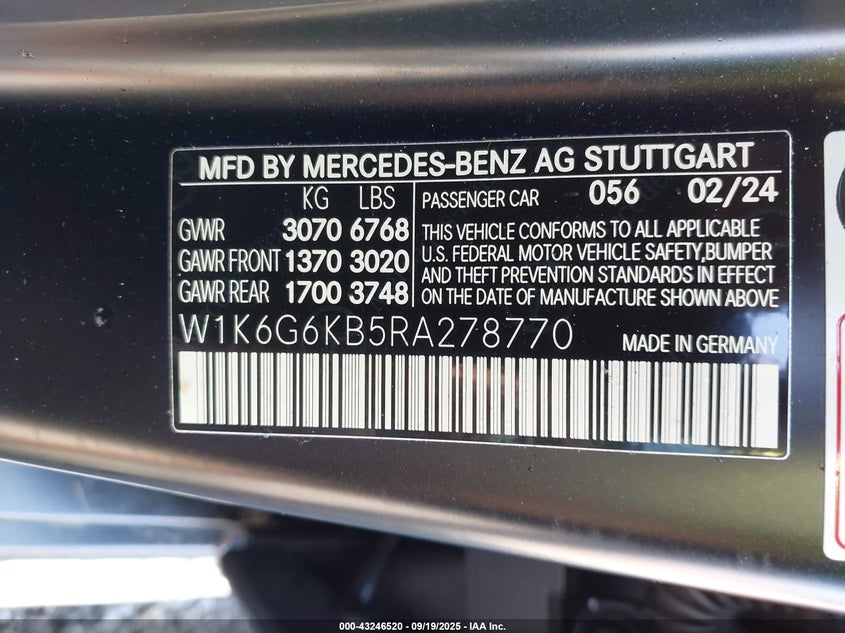 MFD BY MERCEDES-BENZ AG STUTTGART
KG LBS
GVWR 3070 6768
GAWR FRONT 1370 3020
GAWR REAR 1700 3748
PASSENGER CAR 056 02/24
THIS VEHICLE CONFORMS TO ALL APPLICABLE
U.S. FEDERAL MOTOR VEHICLE SAFETY,BUMPER
AND THEFT PREVENTION STANDARDS IN EFFECT
ON THE DATE OF MANUFACTURE SHOWN ABOVE
W1K6G6KB5RA278770
MADE IN GERMANY
000-43246520 - 09/19/2025 - IAA Inc.